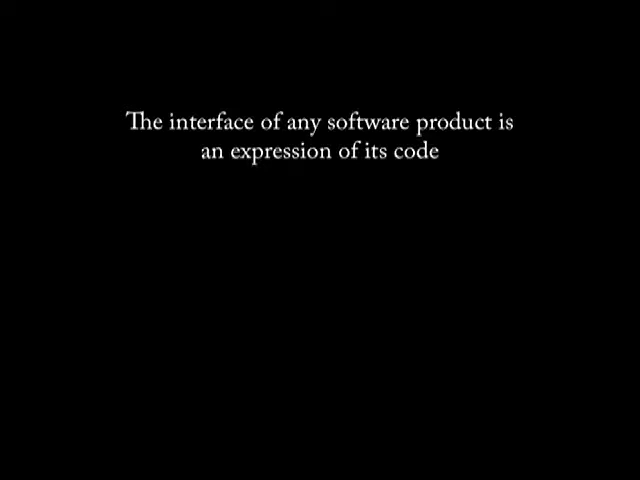 The interface of any software product is
an expression of its code